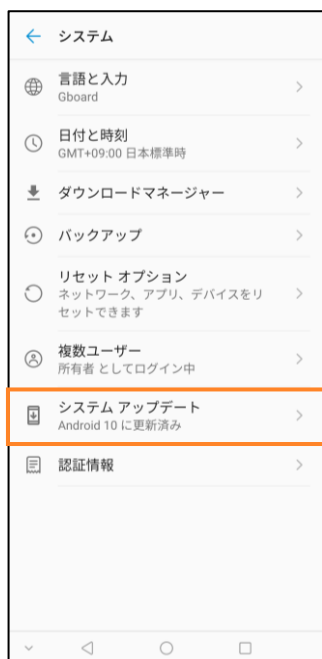 システム
言語と入力
Gboard
日付と時刻
GMT+09:00 日本標準時
ダウンロードマネージャー
バックアップ
リセット オプション
ネットワーク、アプリ、デバイスをリ
セットできます
複数ユーザー
所有者 としてログイン中
システム アップデート
Android 10 に更新済み
認証情報